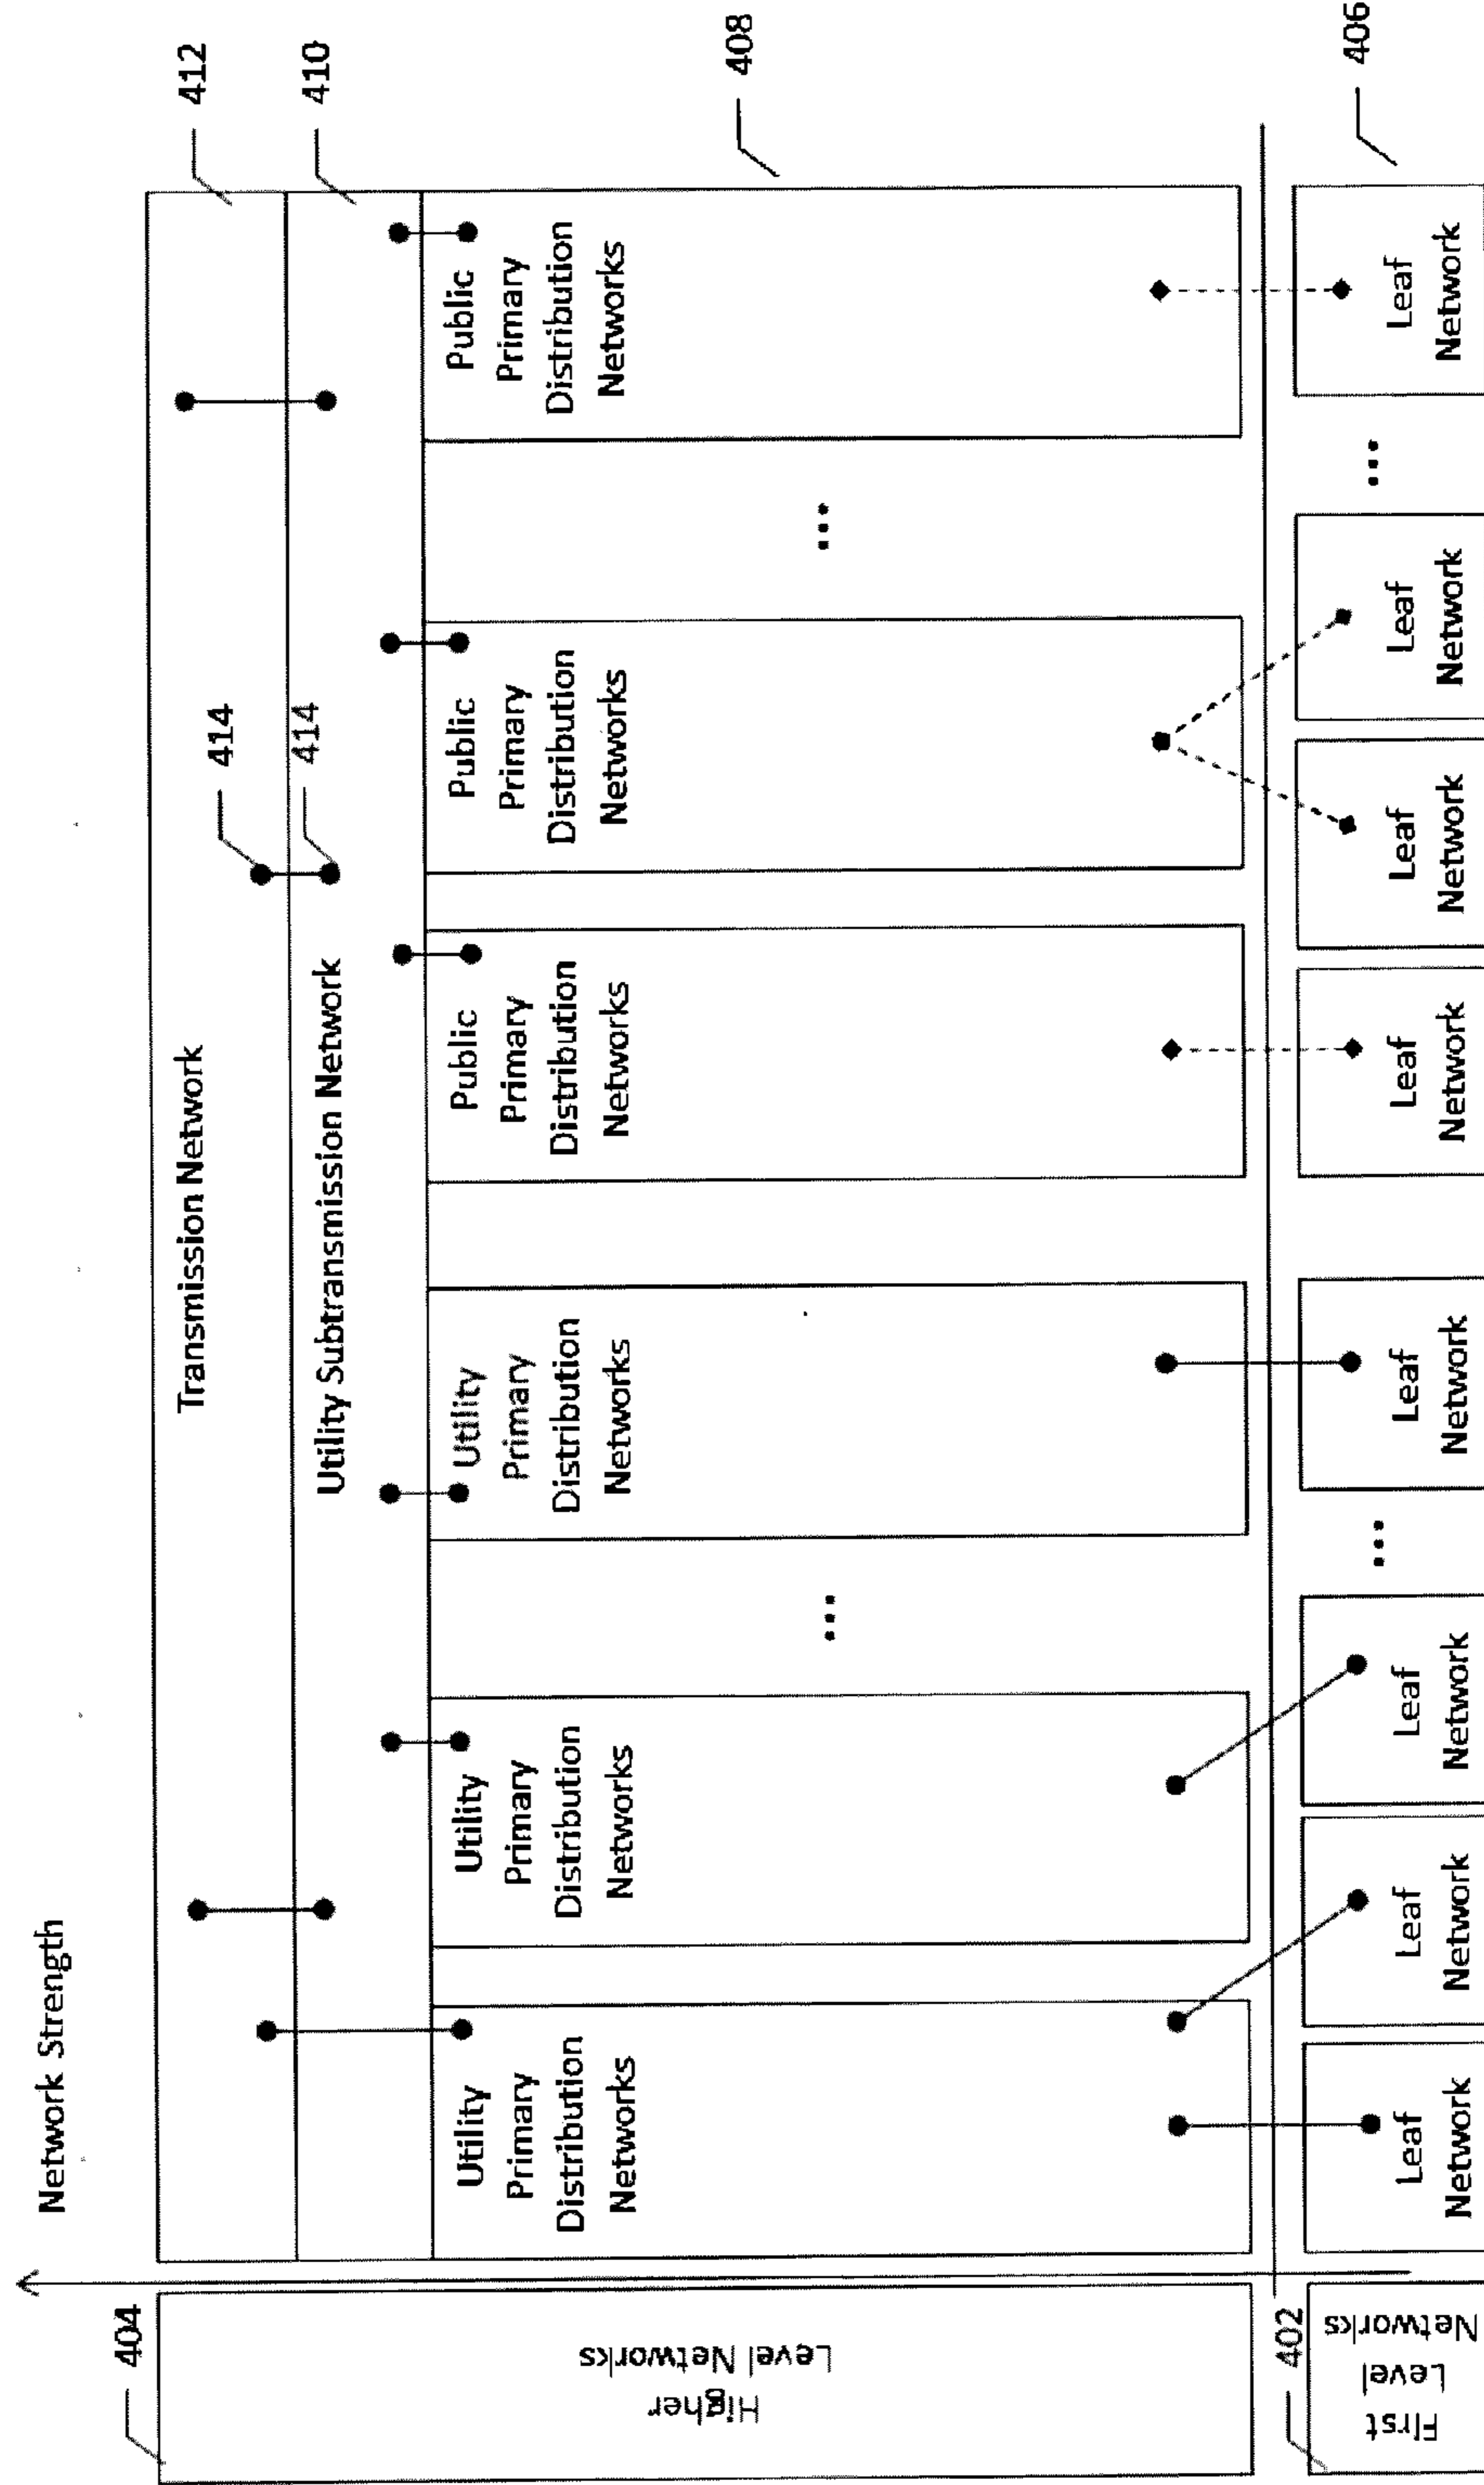 Network Strength
404
Higher
Level Networks
402
First
Level
Networks
Transmission Network
412
414
Utility Subtransmission Network
414
410
Utility
Primary
Distribution
Networks
Utility
Primary
Distribution
Networks
...
Utility
Primary
Distribution
Networks
Public
Primary
Distribution
Networks
Public
Primary
Distribution
Networks
...
Public
Primary
Distribution
Networks
408
Leaf
Network
Leaf
Network
Leaf
Network
...
Leaf
Network
Leaf
Network
Leaf
Network
Leaf
Network
...
Leaf
Network
406